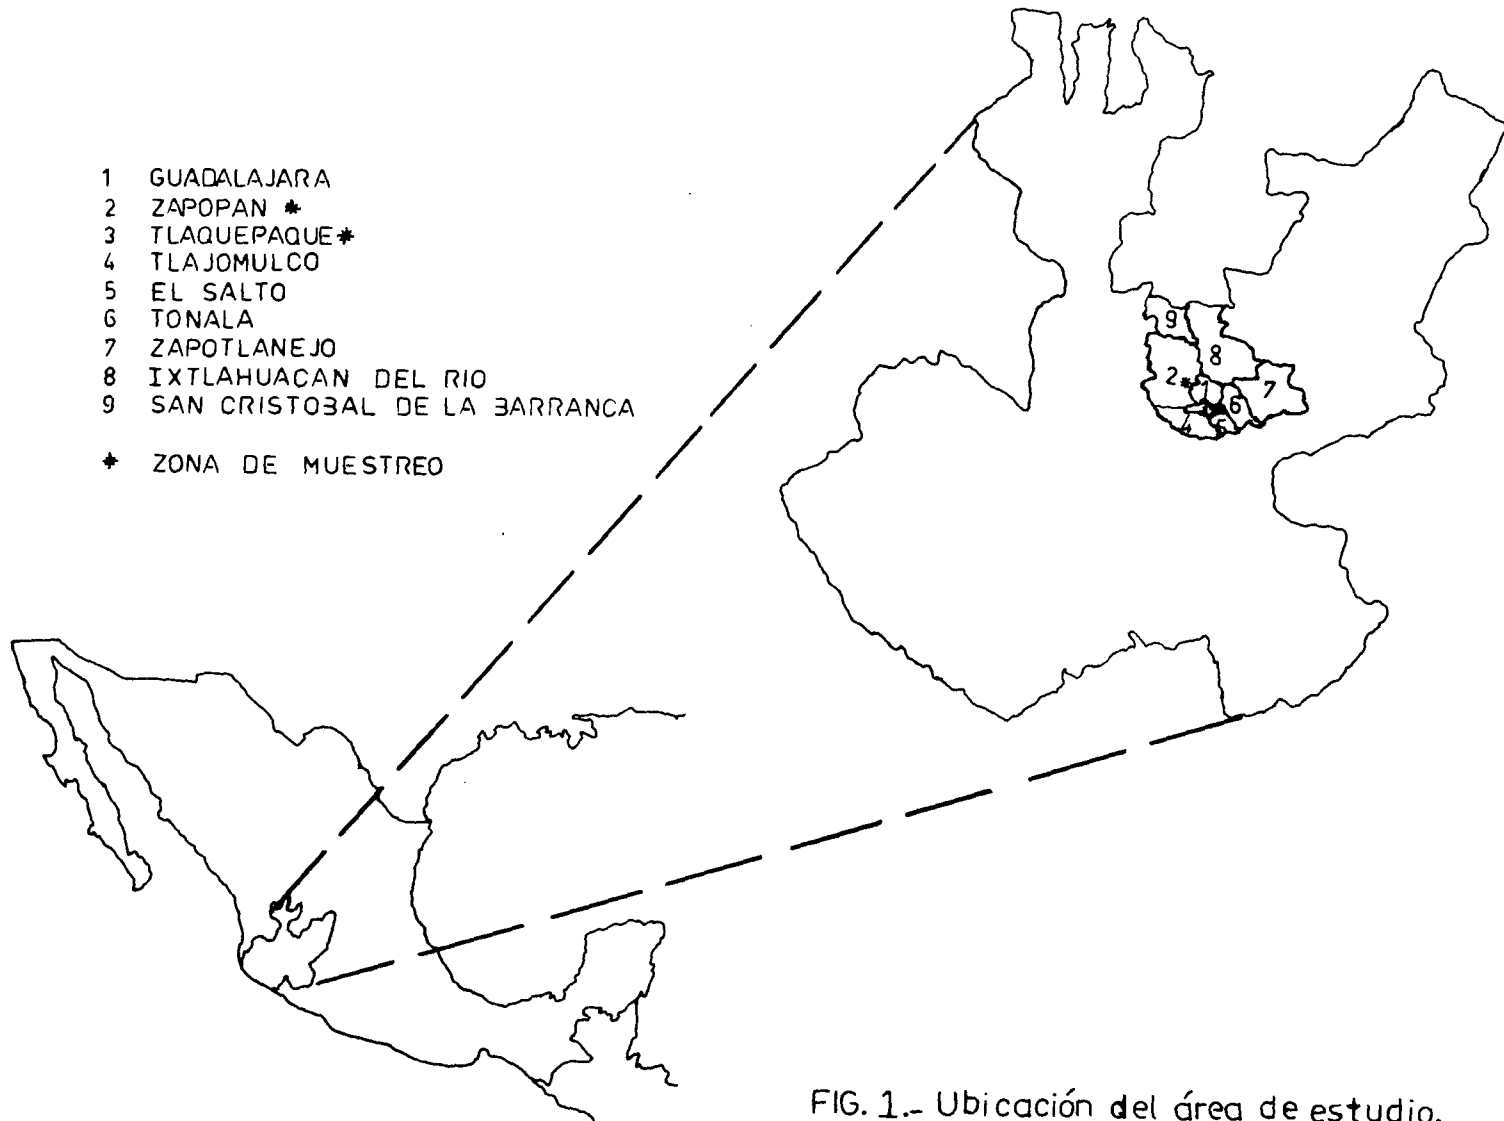 1 GUADALAJARA
2 ZAPOPAN *
3 TLAQUEPAQUE*
4 TLAJOMULCO
5 EL SALTO
6 TONALA
7 ZAPOTLANEJO
8 IXTLAHUACAN DEL RIO
9 SAN CRISTOBAL DE LA BARRANCA
* ZONA DE MUESTREO
9
8
2*
1
7
6
4
5
FIG. 1.- Ubicación del área de estudio.